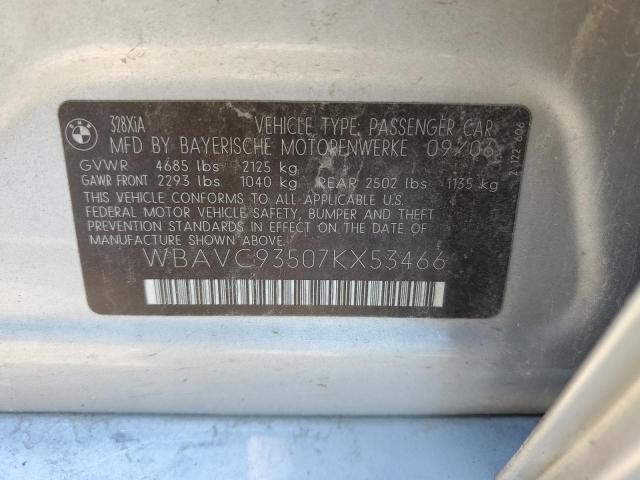 BMW
328XiA VEHICLE TYPE: PASSENGER CAR
MFD BY BAYERISCHE MOTORENWERKE 09/06
GVWR 4685 lbs 2125 kg
GAWR FRONT 2293 lbs 1040 kg REAR 2502 lbs 1135 kg
THIS VEHICLE CONFORMS TO ALL APPLICABLE U.S.
FEDERAL MOTOR VEHICLE SAFETY, BUMPER AND THEFT
PREVENTION STANDARDS IN EFFECT ON THE DATE OF
MANUFACTURE SHOWN ABOVE.
WBAVC93507KX53466